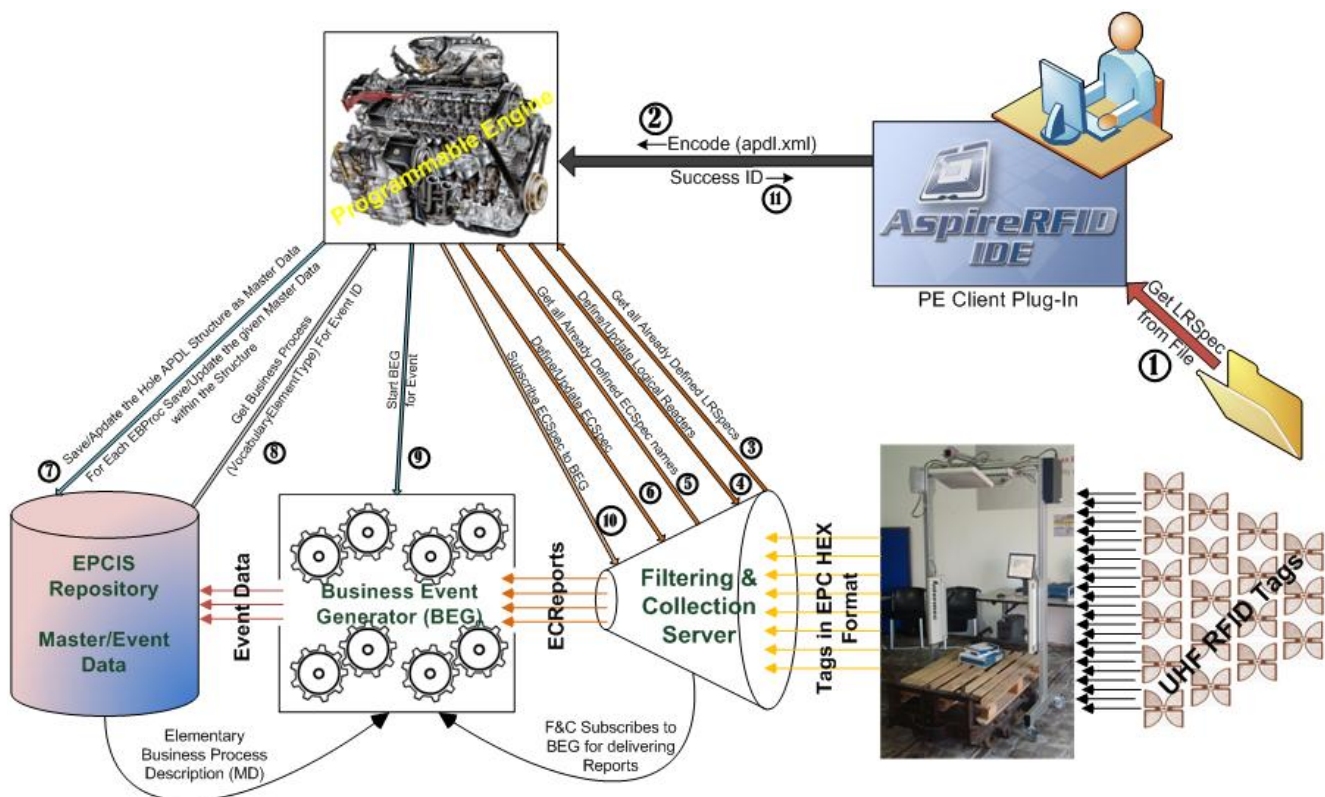 Programmable Engine
②
Encode (apdl.xml)
Success ID
⑪
AspireRFID
IDE
PE Client Plug-In
Get LRSpec
from File
①
Save/Apdate the Hole APDL Structure as Master Data
For Each EBProc Save/Update the given Master Data
within the Structure
⑦
Get Business Process
(VocabularyElementType) For Event ID
⑧
Start BEG
for Event
⑨
Subscribe ECSpec to BEG
⑩
Define/Update ECSpec
⑥
Get all Already Defined ECSpec names
⑤
Define/Update Logical Readers
④
Get all Already Defined LRSpecs
③
EPCIS
Repository
Master/Event
Data
Event Data
Business Event
Generator (BEG)
ECReports
Filtering &
Collection
Server
Tags in EPC HEX
Format
UHF RFID Tags
Elementary
Business Process
Description (MD)
F&C Subscribes to
BEG for delivering
Reports